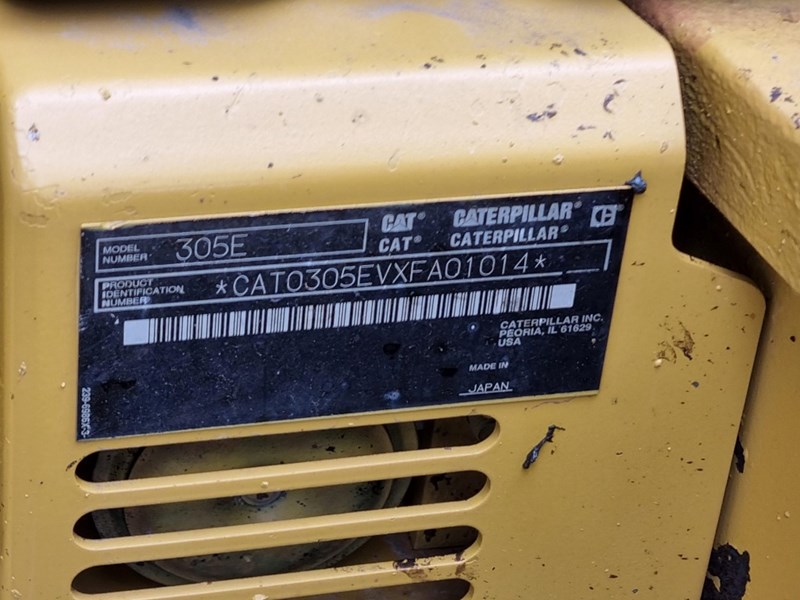 MODEL NUMBER 305E
CAT® CATERPILLAR®
CAT® CATERPILLAR®
PRODUCT IDENTIFICATION NUMBER *CAT0305EVXFA01014*
CATERPILLAR INC.
PEORIA, IL 61629
USA
MADE IN
JAPAN